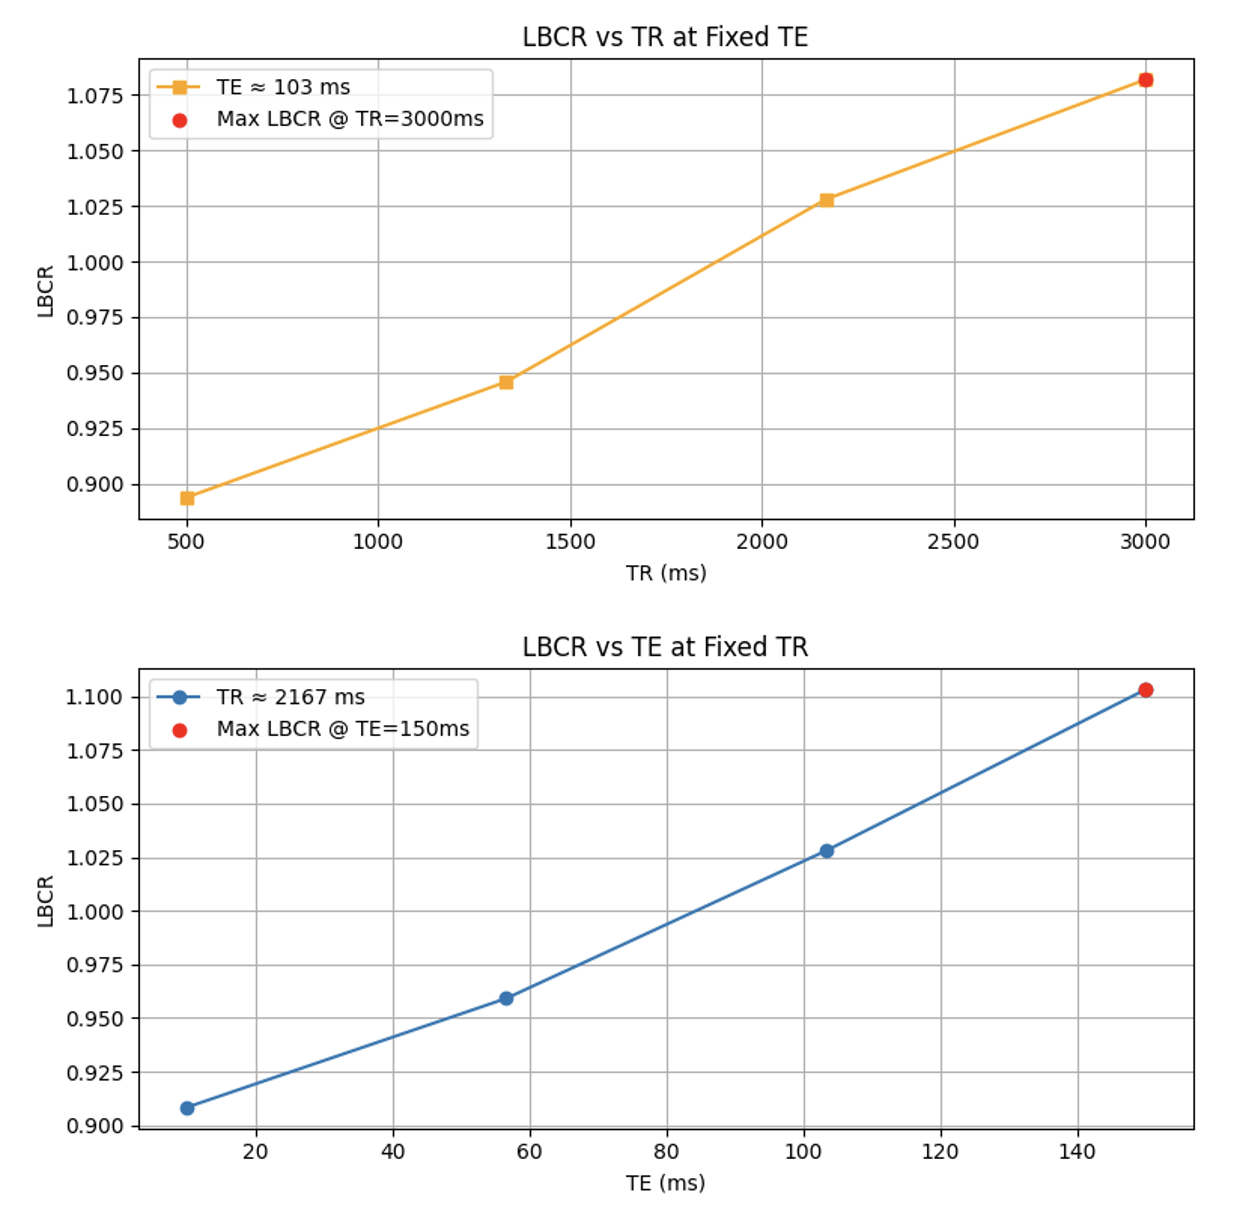 LBCR vs TR at Fixed TE
TE ≈ 103 ms
Max LBCR @ TR=3000ms
LBCR
1.075
1.050
1.025
1.000
0.975
0.950
0.925
0.900
500 1000 1500 2000 2500 3000
TR (ms)
LBCR vs TE at Fixed TR
TR ≈ 2167 ms
Max LBCR @ TE=150ms
LBCR
1.100
1.075
1.050
1.025
1.000
0.975
0.950
0.925
0.900
20 40 60 80 100 120 140
TE (ms)